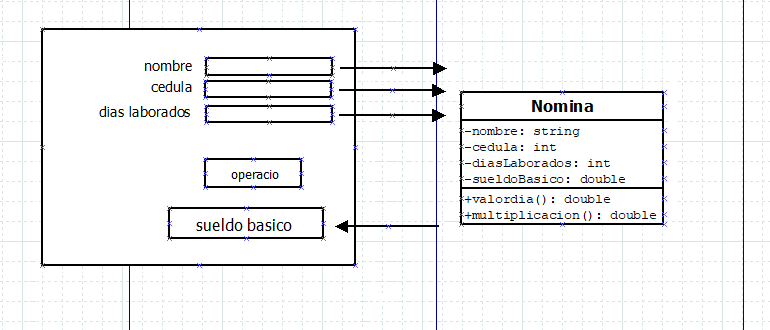 nombre
cedula
dias laborados
operacio
sueldo basico
Nomina
-nombre: string
-cedula: int
-diasLaborados: int
-sueldoBasico: double
+valordia(): double
+multiplicacion(): double